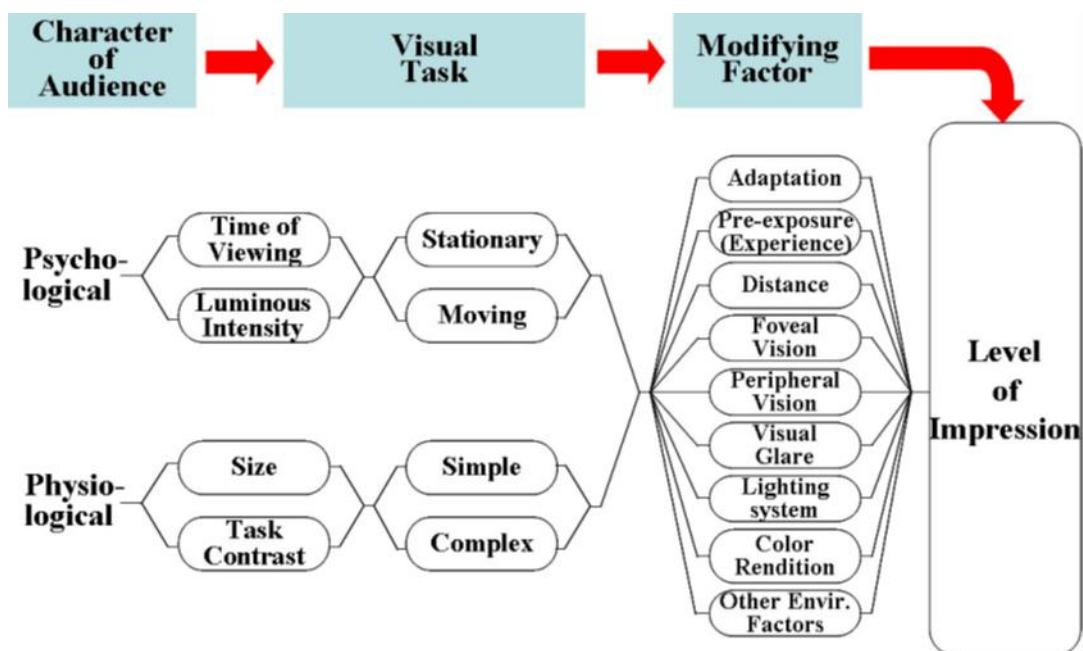 Character
of
Audience
Visual
Task
Modifying
Factor
Psycho-
logical
Time of
Viewing
Luminous
Intensity
Stationary
Moving
Physio-
logical
Size
Task
Contrast
Simple
Complex
Adaptation
Pre-exposure
(Experience)
Distance
Foveal
Vision
Peripheral
Vision
Visual
Glare
Lighting
system
Color
Rendition
Other Envir.
Factors
Level
of
Impression